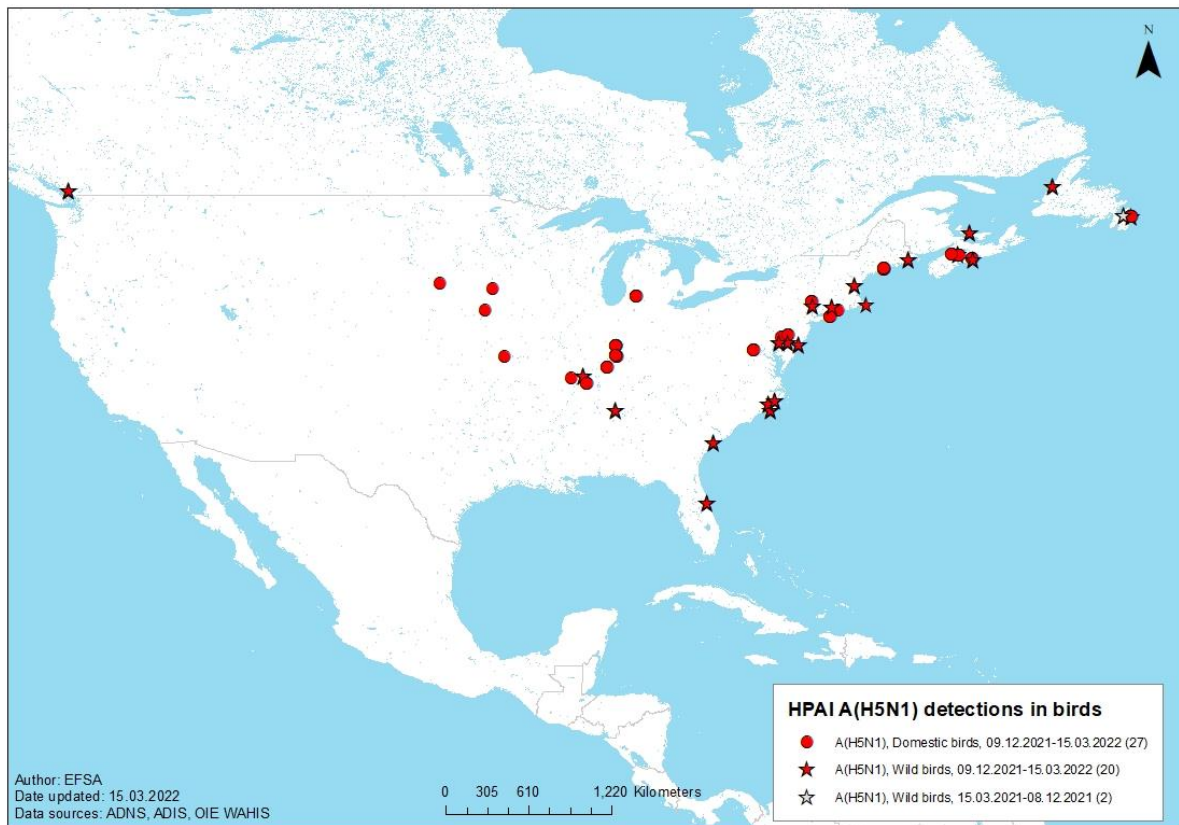 N
HPAI A(H5N1) detections in birds
A(H5N1), Domestic birds, 09.12.2021-15.03.2022 (27)
A(H5N1), Wild birds, 09.12.2021-15.03.2022 (20)
A(H5N1), Wild birds, 15.03.2021-08.12.2021 (2)
Author: EFSA
Date updated: 15.03.2022
Data sources: ADNS, ADIS, OIE WAHIS
0 305 610 1,220 Kilometers